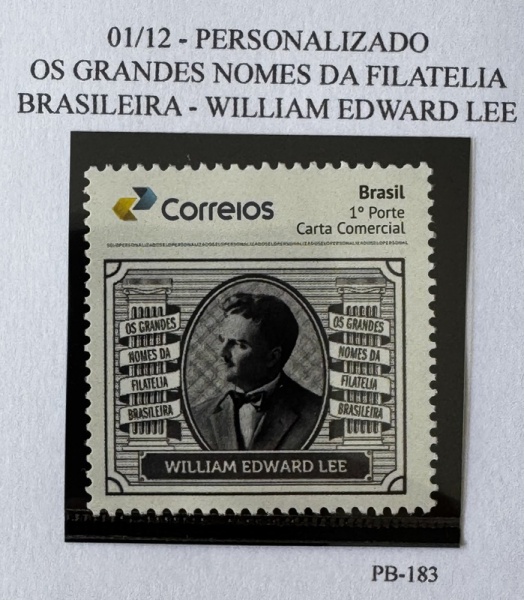 01/12 - PERSONALIZADO
OS GRANDES NOMES DA FILATELIA
BRASILEIRA - WILLIAM EDWARD LEE
Correios
Brasil
1º Porte
Carta Comercial
OS GRANDES
NOMES DA
FILATELIA
BRASILEIRA
OS GRANDES
NOMES DA
FILATELIA
BRASILEIRA
WILLIAM EDWARD LEE
PB-183